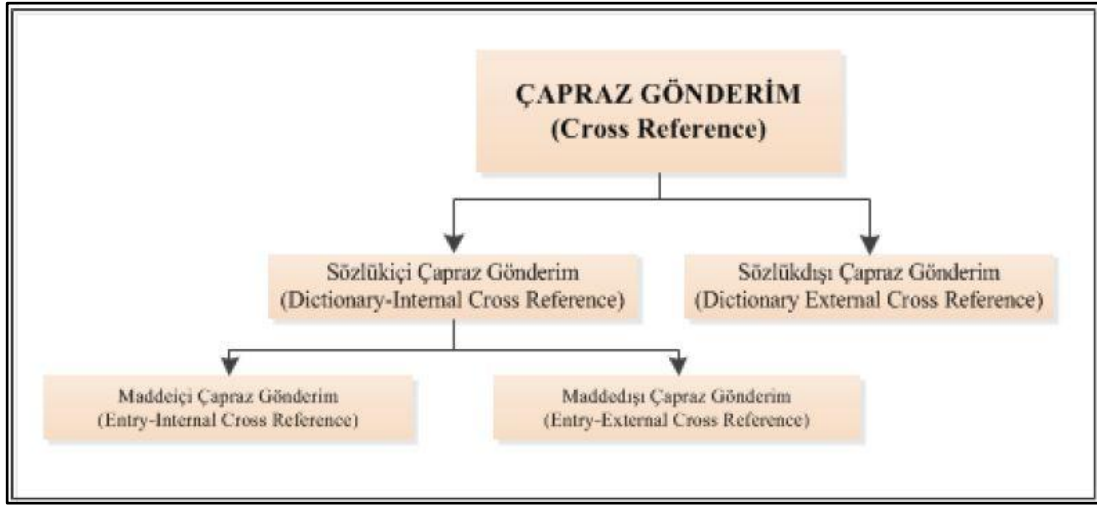 ÇAPRAZ GÖNDERİM
(Cross Reference)
Sözlükiçi Çapraz Gönderim
(Dictionary-Internal Cross Reference)
Sözlükdışı Çapraz Gönderim
(Dictionary External Cross Reference)
Maddeiçi Çapraz Gönderim
(Entry-Internal Cross Reference)
Maddedışı Çapraz Gönderim
(Entry-External Cross Reference)